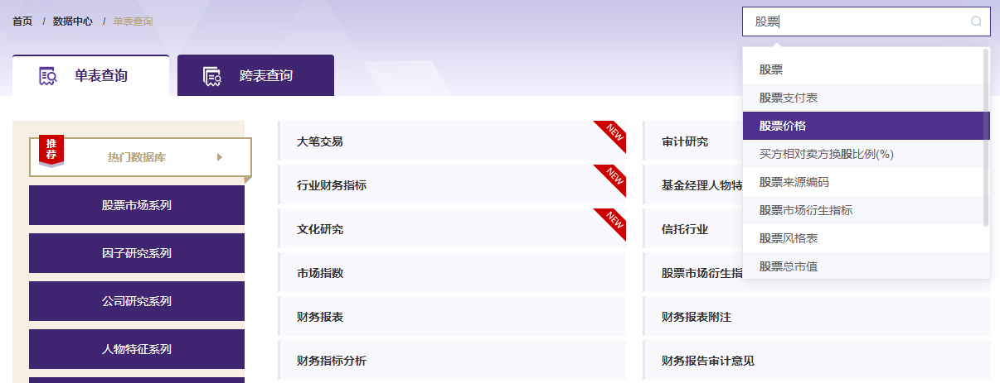 首页 / 数据中心 / 单表查询
股票
单表查询
跨表查询
股票
股票支付表
股票价格
买方相对卖方换股比例(%)
股票来源编码
股票市场衍生指标
股票风格表
股票总市值
推荐
热门数据库
股票市场系列
因子研究系列
公司研究系列
人物特征系列
大笔交易
NEW
审计研究
行业财务指标
NEW
基金经理人物特
文化研究
NEW
信托行业
市场指数
股票市场衍生指
财务报表
财务报表附注
财务指标分析
财务报告审计意见